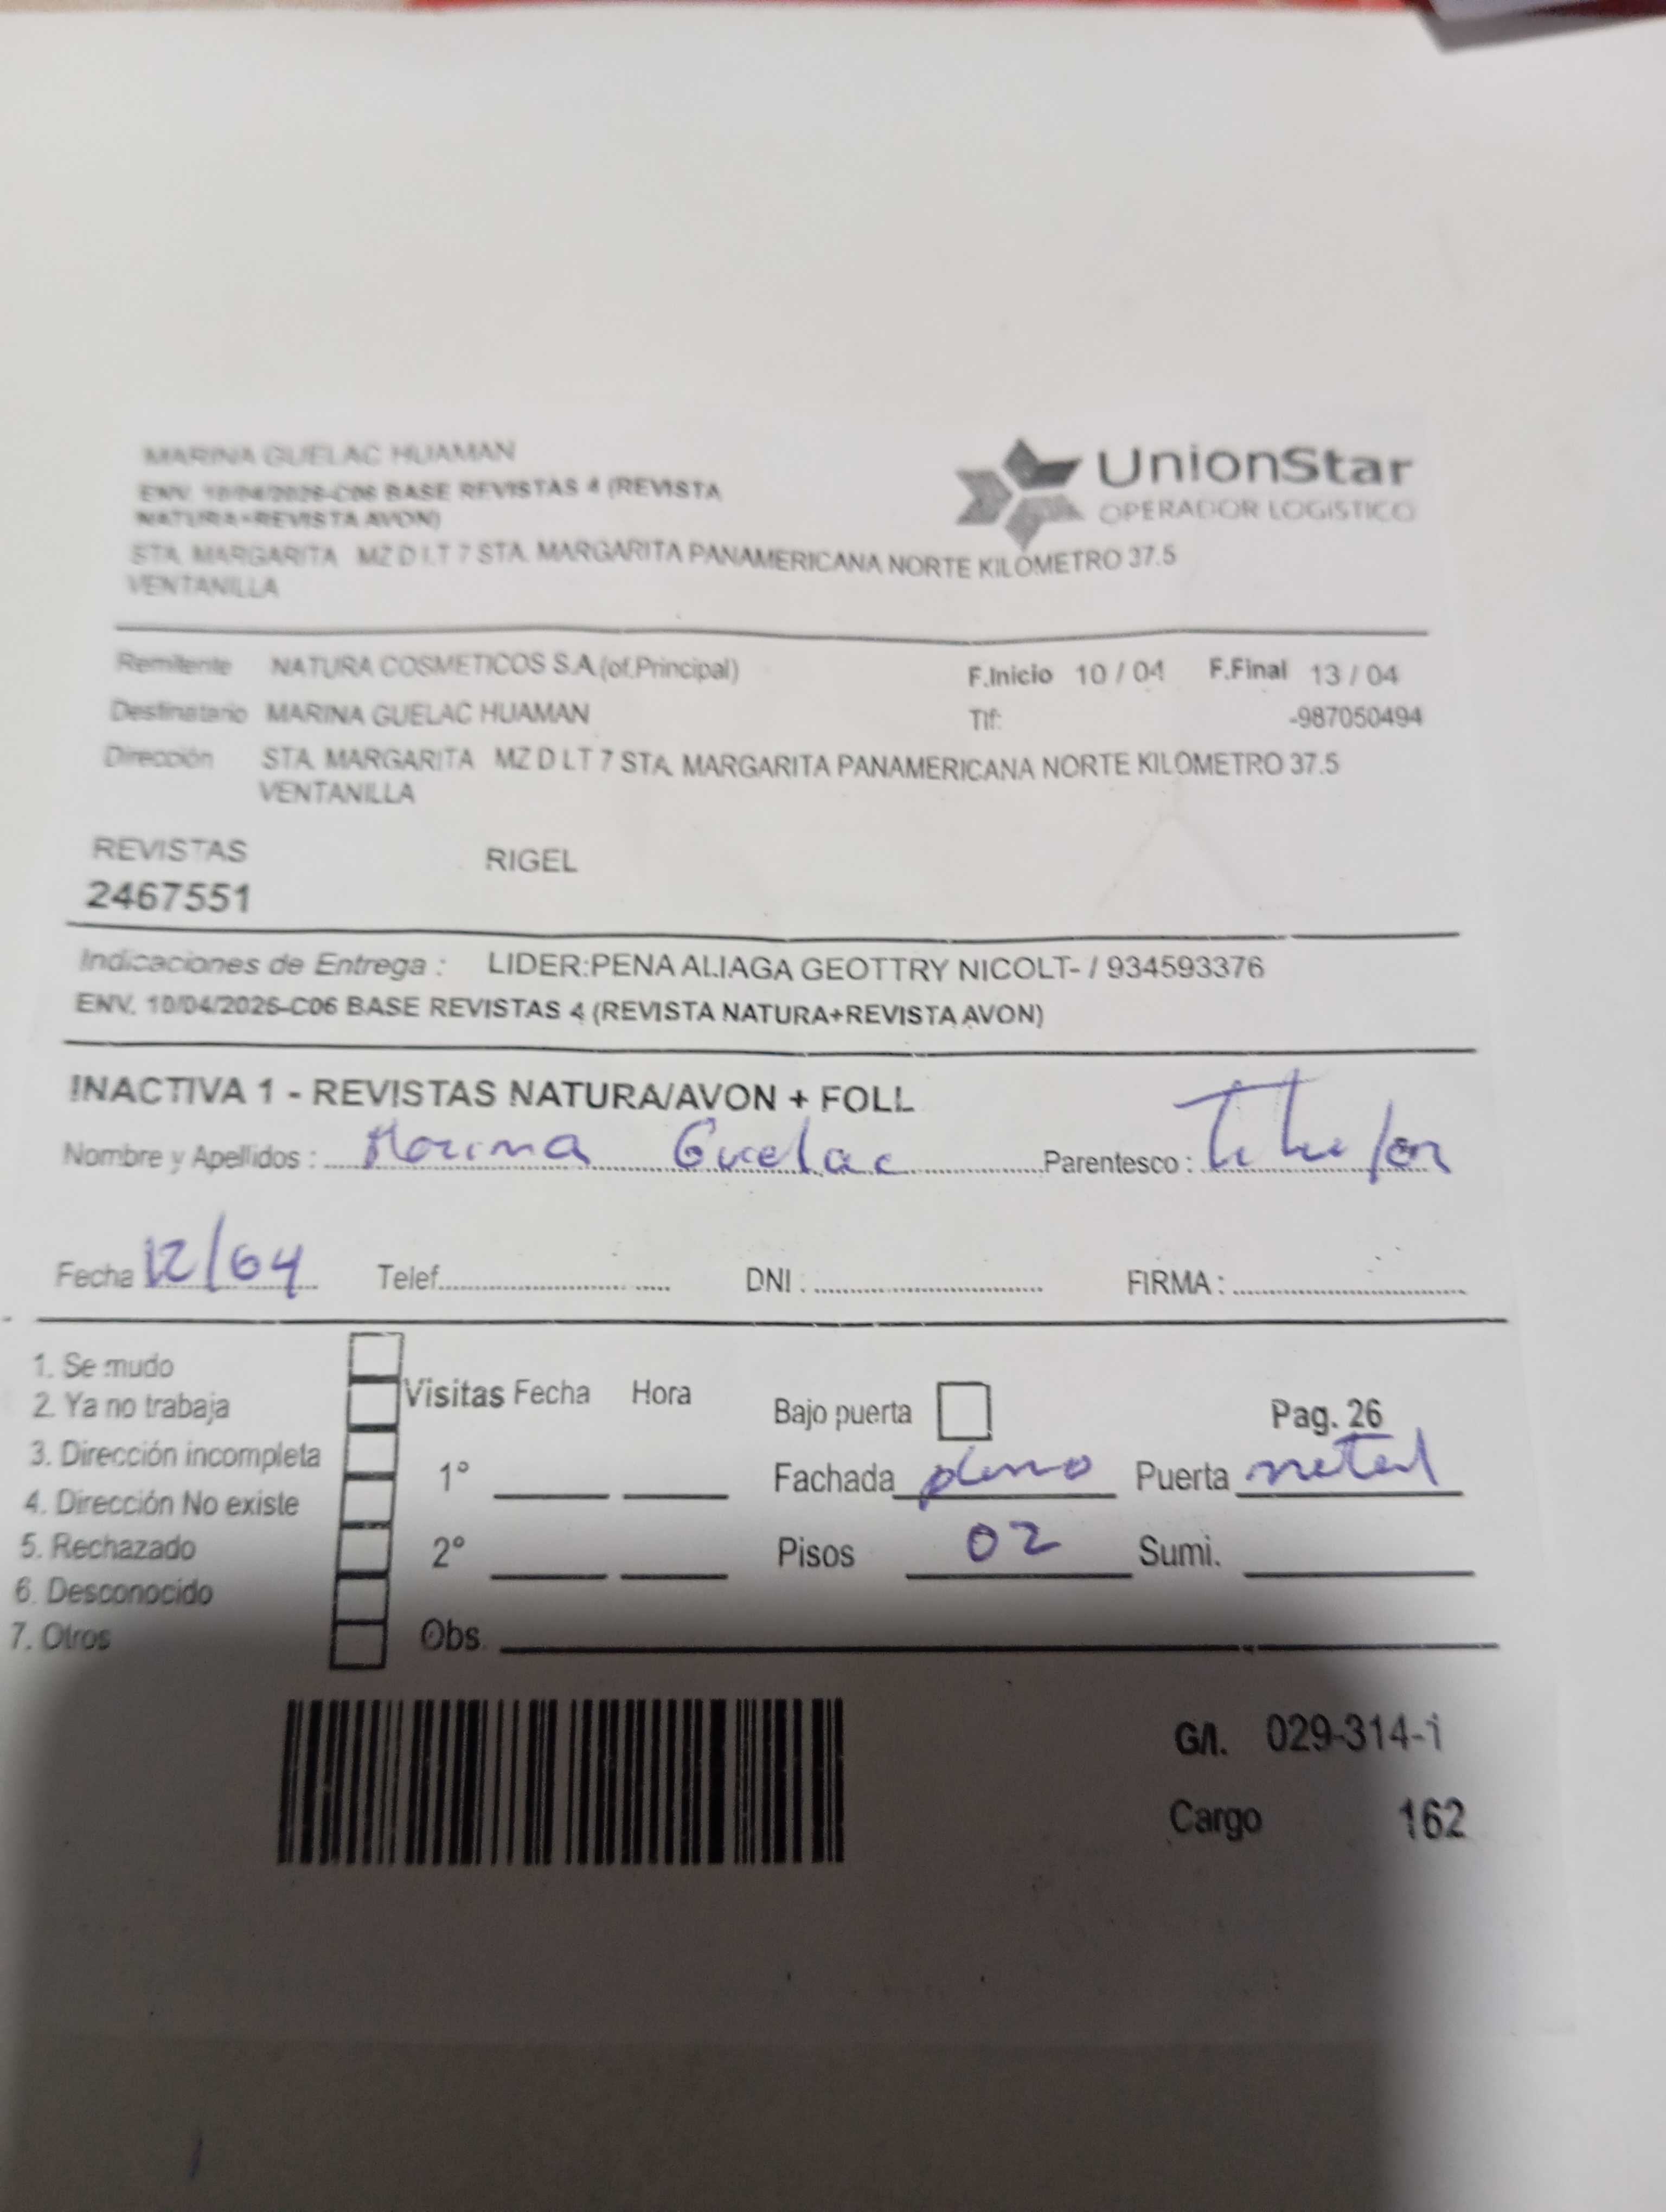 MARINA GUELAC HUAMAN
ENV. 10/04/2026-C06 BASE REVISTAS 4 (REVISTA
NATURA+REVISTA AVON)
UnionStar
OPERADOR LOGISTICO
STA. MARGARITA MZ D LT 7 STA. MARGARITA PANAMERICANA NORTE KILOMETRO 37.5
VENTANILLA
Remitente NATURA COSMETICOS S.A.(of.Principal) F.Inicio 10 / 04 F.Final 13 / 04
Destinatario MARINA GUELAC HUAMAN Tlf: -987050494
Dirección STA. MARGARITA MZ D LT 7 STA. MARGARITA PANAMERICANA NORTE KILOMETRO 37.5
VENTANILLA
REVISTAS RIGEL
2467551
Indicaciones de Entrega : LIDER:PENA ALIAGA GEOTTRY NICOLT- / 934593376
ENV. 10/04/2026-C06 BASE REVISTAS 4 (REVISTA NATURA+REVISTA AVON)
INACTIVA 1 - REVISTAS NATURA/AVON + FOLL
Nombre y Apellidos : Marina Guelac Parentesco : Titular
Fecha 12/04 Telef. DNI : FIRMA :
1. Se mudo
2. Ya no trabaja
3. Dirección incompleta
4. Dirección No existe
5. Rechazado
6. Desconocido
7. Otros
Visitas Fecha Hora
1°
2°
Obs.
Bajo puerta Pag. 26
Fachada Puerta metal
Pisos 02 Sumi.
G/I. 029-314-1
Cargo 162